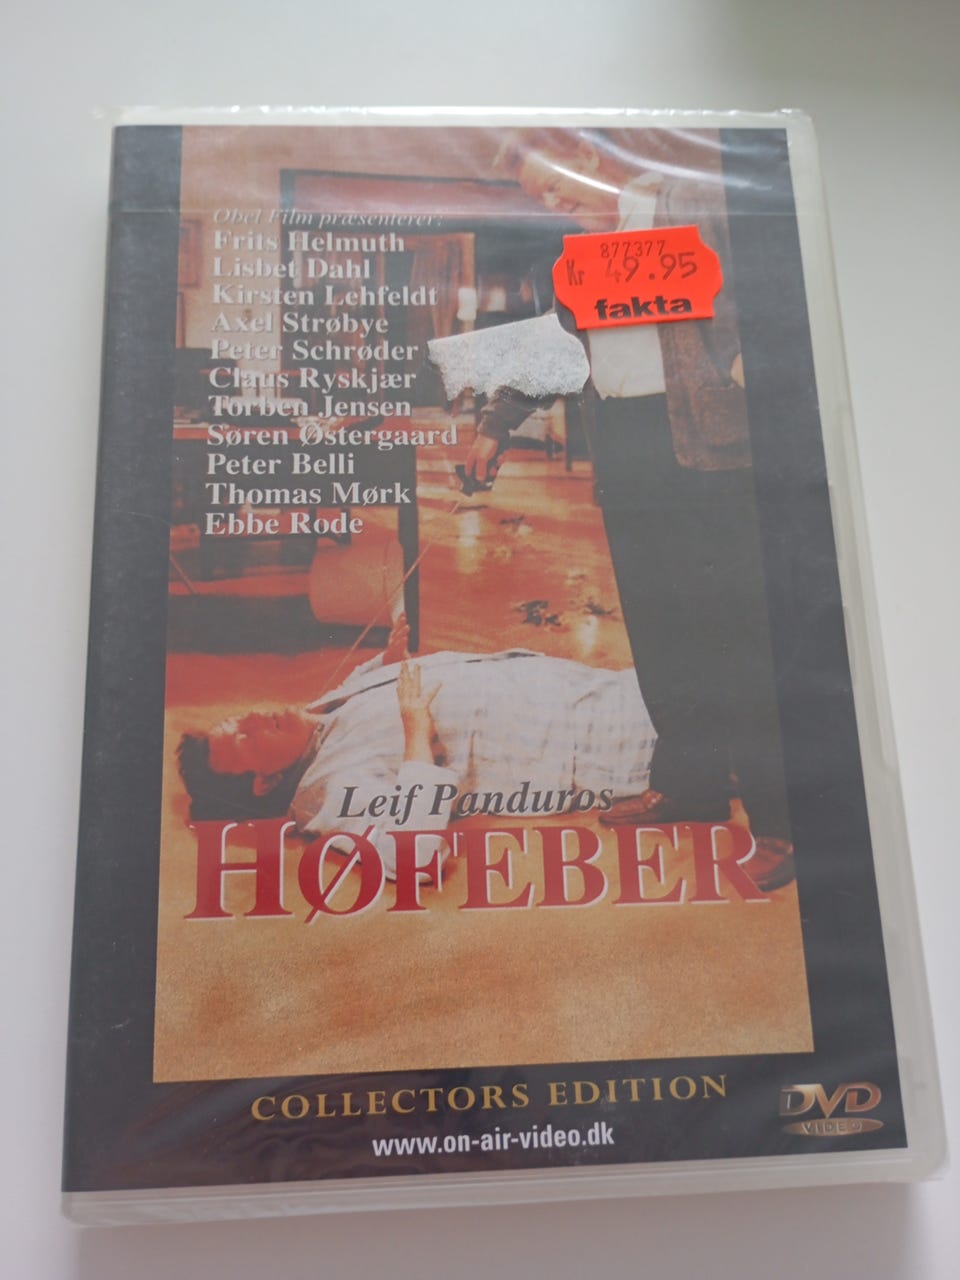 Obel Film præsenterer:
Frits Helmuth
Lisbet Dahl
Kirsten Lehfeldt
Axel Strøbye
Peter Schrøder
Claus Ryskjær
Torben Jensen
Søren Østergaard
Peter Belli
Thomas Mørk
Ebbe Rode
877377
Kr 49.95
fakta
Leif Panduros
HØFEBER
COLLECTORS EDITION
www.on-air-video.dk
DVD
VIDEO